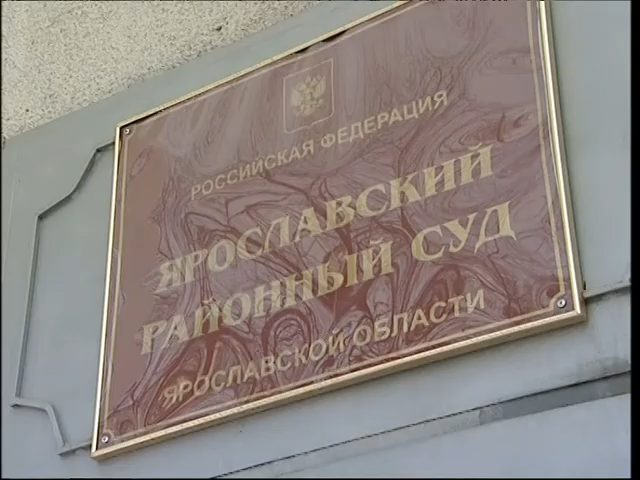 РОССИЙСКАЯ ФЕДЕРАЦИЯ
ЯРОСЛАВСКИЙ
РАЙОННЫЙ СУД
ЯРОСЛАВСКОЙ ОБЛАСТИ